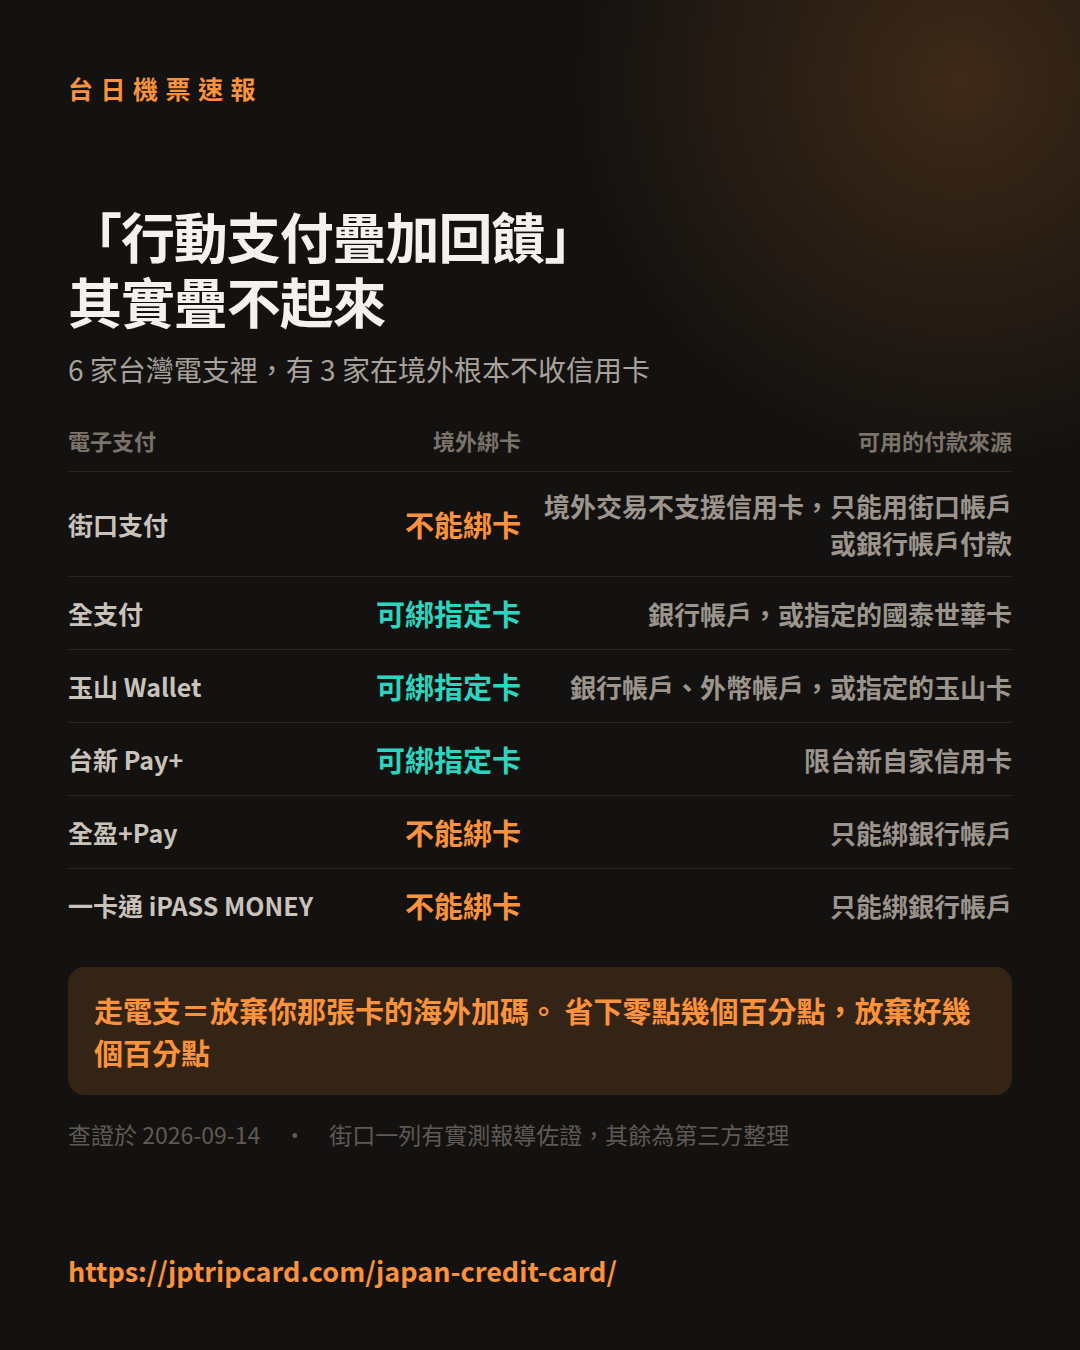 台日機票速報
「行動支付疊加回饋」
其實疊不起來
6 家台灣電支裡，有 3 家在境外根本不收信用卡
電子支付 境外綁卡 可用的付款來源
街口支付 不能綁卡 境外交易不支援信用卡，只能用街口帳戶
或銀行帳戶付款
全支付 可綁指定卡 銀行帳戶，或指定的國泰世華卡
玉山 Wallet 可綁指定卡 銀行帳戶、外幣帳戶，或指定的玉山卡
台新 Pay+ 可綁指定卡 限台新自家信用卡
全盈+Pay 不能綁卡 只能綁銀行帳戶
一卡通 iPASS MONEY 不能綁卡 只能綁銀行帳戶
走電支＝放棄你那張卡的海外加碼。 省下零點幾個百分點，放棄好幾
個百分點
查證於 2026-09-14 ・ 街口一列有實測報導佐證，其餘為第三方整理
https://jptripcard.com/japan-credit-card/